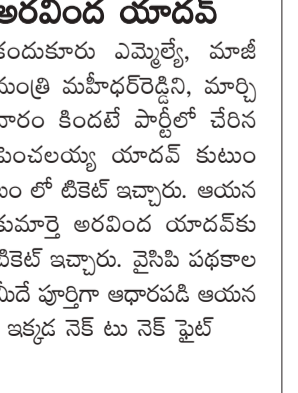 అరవింద యాదవ్
కందుకూరు ఎమ్మెల్యే, మాజీ
మంత్రి మహీధర్‌రెడ్డిని, మార్చి
వారం కిందటే పార్టీలో చేరిన
పెంచలయ్య యాదవ్ కుటుం
బం లో టికెట్ ఇచ్చారు. ఆయన
కుమార్తె అరవింద యాదవ్‌కు
టికెట్ ఇచ్చారు. వైసిపి పథకాల
మీదే పూర్తిగా ఆధారపడి ఆయన
ఇక్కడ నెక్ టు నెక్ ఫైట్